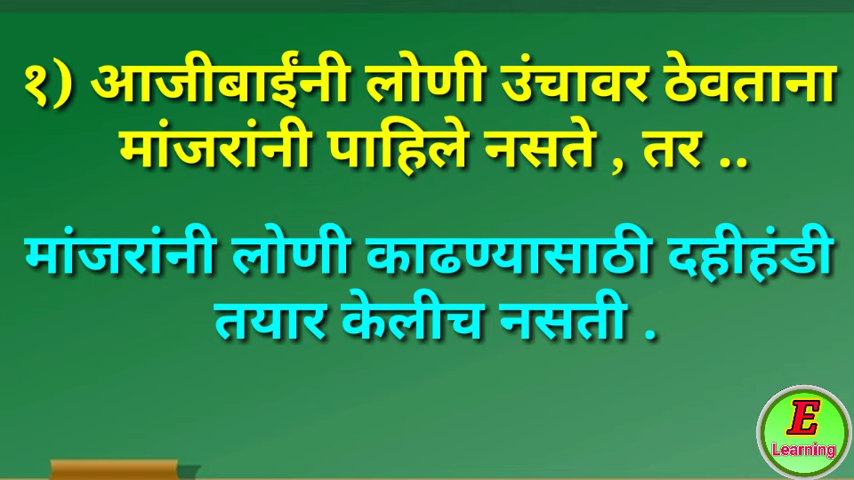 १) आजीबाईंनी लोणी उंचावर ठेवताना
मांजरांनी पाहिले नसते , तर ..
मांजरांनी लोणी काढण्यासाठी दहीहंडी
तयार केलीच नसती .
E
Learning